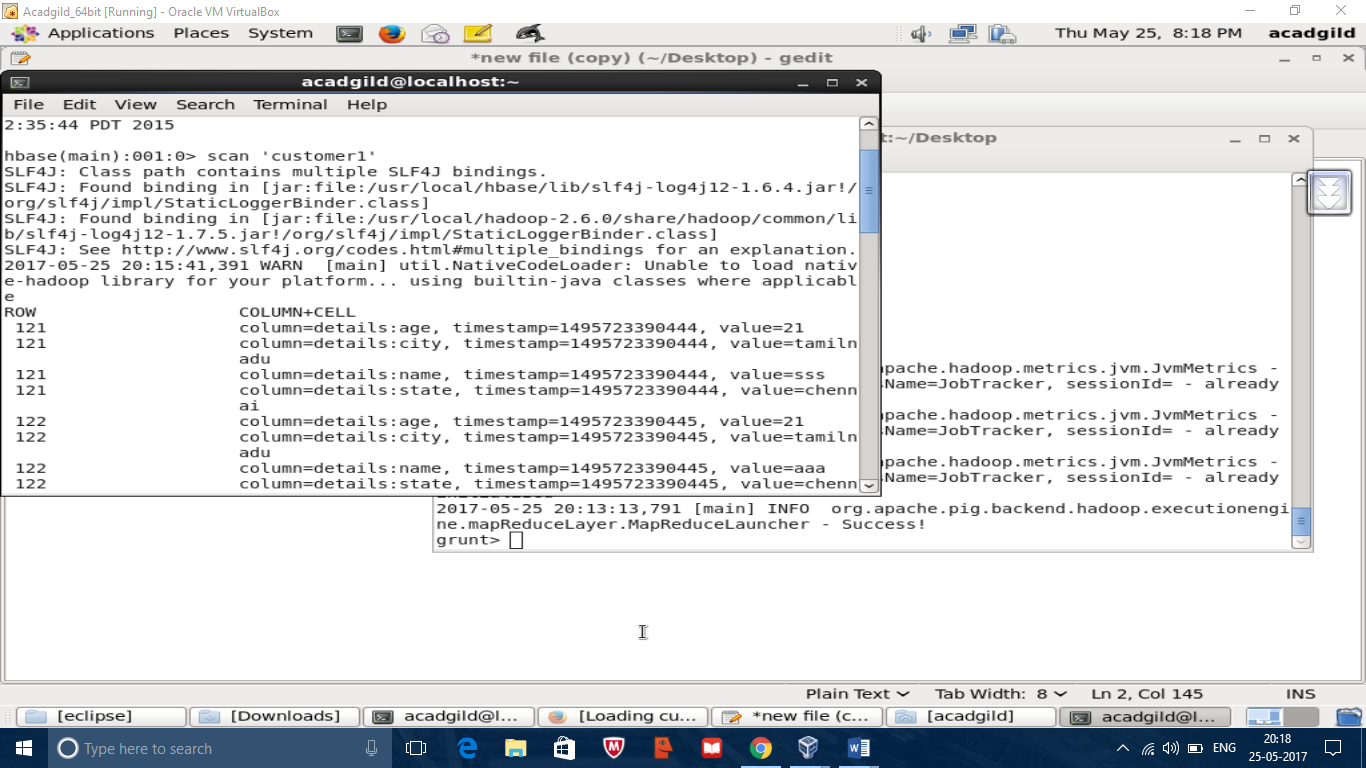 Acadgild_64bit [Running] - Oracle VM VirtualBox
Applications Places System Thu May 25, 8:18 PM acadgild
*new file (copy) (~/Desktop) - gedit
acadgild@localhost:~
File Edit View Search Terminal Help
t:~/Desktop
2:35:44 PDT 2015
hbase(main):001:0> scan 'customer1'
SLF4J: Class path contains multiple SLF4J bindings.
SLF4J: Found binding in [jar:file:/usr/local/hbase/lib/slf4j-log4j12-1.6.4.jar!/
org/slf4j/impl/StaticLoggerBinder.class]
SLF4J: Found binding in [jar:file:/usr/local/hadoop-2.6.0/share/hadoop/common/li
b/slf4j-log4j12-1.7.5.jar!/org/slf4j/impl/StaticLoggerBinder.class]
SLF4J: See http://www.slf4j.org/codes.html#multiple_bindings for an explanation.
2017-05-25 20:15:41,391 WARN  [main] util.NativeCodeLoader: Unable to load nativ
e-hadoop library for your platform... using builtin-java classes where applicabl
e
ROW COLUMN+CELL
121 column=details:age, timestamp=1495723390444, value=21
121 column=details:city, timestamp=1495723390444, value=tamiln
adu
121 column=details:name, timestamp=1495723390444, value=sss
121 column=details:state, timestamp=1495723390444, value=chenn
ai
122 column=details:age, timestamp=1495723390445, value=21
122 column=details:city, timestamp=1495723390445, value=tamiln
adu
122 column=details:name, timestamp=1495723390445, value=aaa
122 column=details:state, timestamp=1495723390445, value=chenn
apache.hadoop.metrics.jvm.JvmMetrics -
sName=JobTracker, sessionId= - already
apache.hadoop.metrics.jvm.JvmMetrics -
sName=JobTracker, sessionId= - already
apache.hadoop.metrics.jvm.JvmMetrics -
sName=JobTracker, sessionId= - already
2017-05-25 20:13:13,791 [main] INFO  org.apache.pig.backend.hadoop.executionengi
ne.mapReduceLayer.MapReduceLauncher - Success!
grunt>
Plain Text Tab Width: 8 Ln 2, Col 145 INS
[eclipse] [Downloads] acadgild@l... [Loading cu... *new file (c... [acadgild] acadgild@l...
Type here to search ENG 20:18
25-05-2017